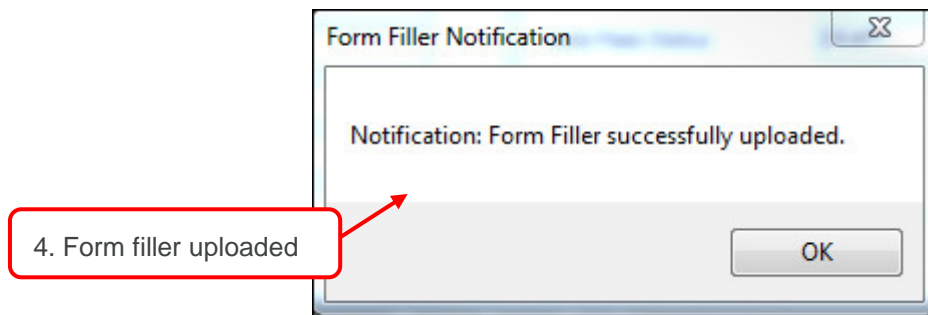 Form Filler Notification
Notification: Form Filler successfully uploaded.
4. Form filler uploaded
OK